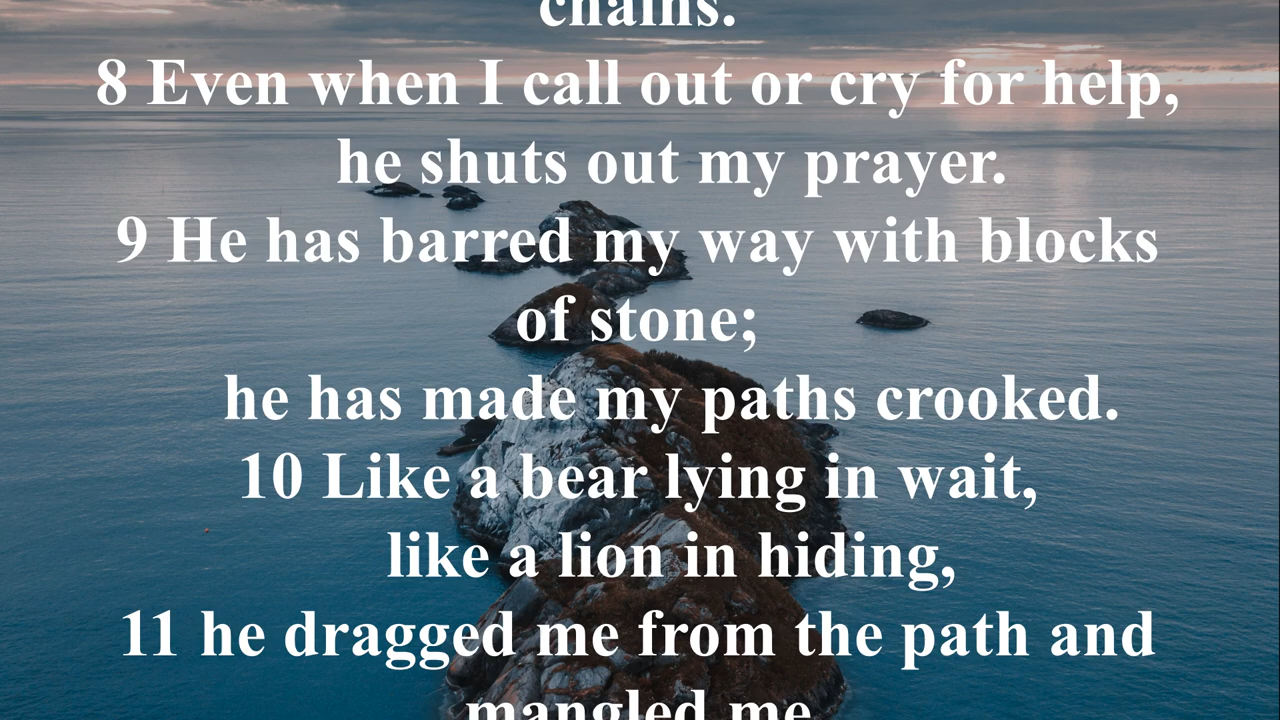 chains.
8 Even when I call out or cry for help,
he shuts out my prayer.
9 He has barred my way with blocks
of stone;
he has made my paths crooked.
10 Like a bear lying in wait,
like a lion in hiding,
11 he dragged me from the path and
mangled me